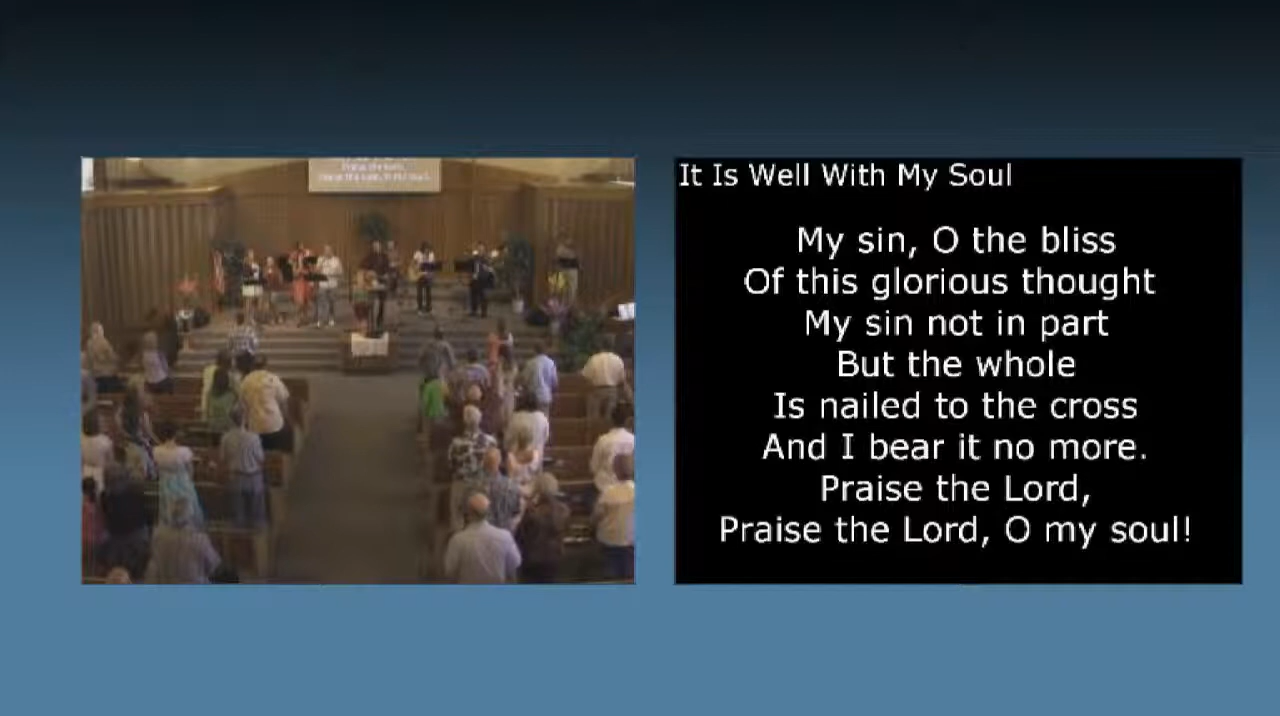 It Is Well With My Soul
My sin, O the bliss
Of this glorious thought
My sin not in part
But the whole
Is nailed to the cross
And I bear it no more.
Praise the Lord,
Praise the Lord, O my soul!